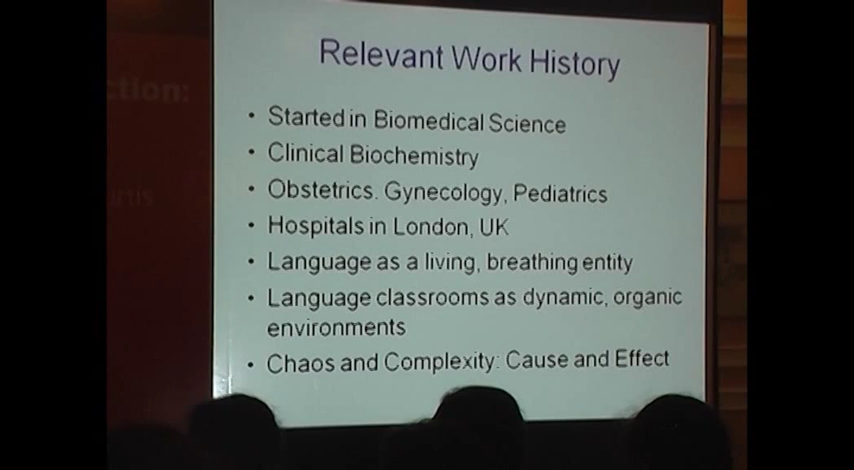 ction:
Relevant Work History
• Started in Biomedical Science
• Clinical Biochemistry
• Obstetrics. Gynecology, Pediatrics
• Hospitals in London, UK
• Language as a living, breathing entity
• Language classrooms as dynamic, organic
environments
• Chaos and Complexity: Cause and Effect